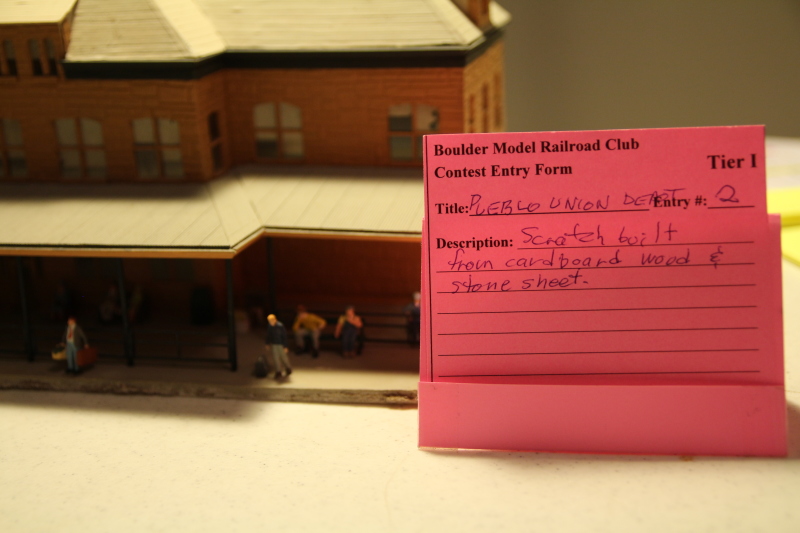 Boulder Model Railroad Club
Contest Entry Form
Tier I
Title: PUEBLO UNION DEPOT Entry #: 2
Description: Scratch built
from cardboard wood &
stone sheet.